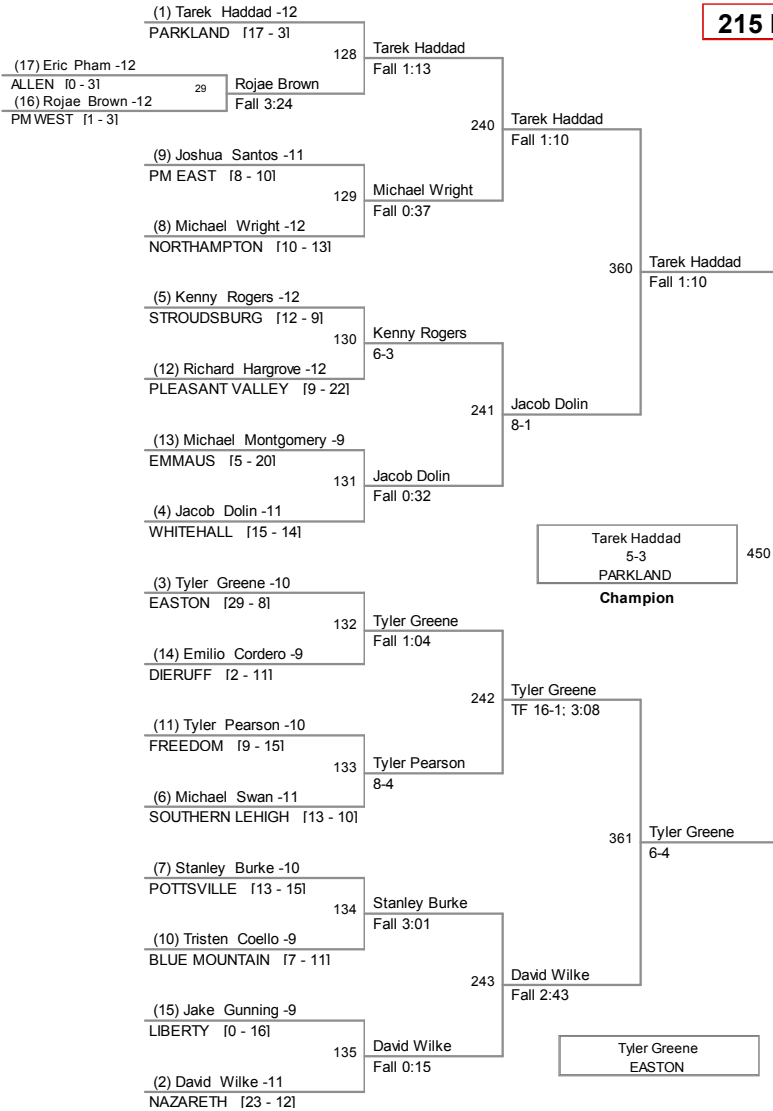 215 
(1) Tarek Haddad -12
PARKLAND [17 - 3]
(17) Eric Pham -12
ALLEN [0 - 3]
29
(16) Rojae Brown -12
PM WEST [1 - 3]
Rojae Brown
Fall 3:24
128
Tarek Haddad
Fall 1:13
(9) Joshua Santos -11
PM EAST [8 - 10]
129
(8) Michael Wright -12
NORTHAMPTON [10 - 13]
Michael Wright
Fall 0:37
240
Tarek Haddad
Fall 1:10
(5) Kenny Rogers -12
STROUDSBURG [12 - 9]
130
(12) Richard Hargrove -12
PLEASANT VALLEY [9 - 22]
Kenny Rogers
6-3
(13) Michael Montgomery -9
EMMAUS [5 - 20]
131
(4) Jacob Dolin -11
WHITEHALL [15 - 14]
Jacob Dolin
Fall 0:32
241
Jacob Dolin
8-1
360
Tarek Haddad
Fall 1:10
Tarek Haddad
5-3
PARKLAND
450
Champion
(3) Tyler Greene -10
EASTON [29 - 8]
132
(14) Emilio Cordero -9
DIERUFF [2 - 11]
Tyler Greene
Fall 1:04
(11) Tyler Pearson -10
FREEDOM [9 - 15]
133
(6) Michael Swan -11
SOUTHERN LEHIGH [13 - 10]
Tyler Pearson
8-4
242
Tyler Greene
TF 16-1; 3:08
(7) Stanley Burke -10
POTTSVILLE [13 - 15]
134
(10) Tristen Coello -9
BLUE MOUNTAIN [7 - 11]
Stanley Burke
Fall 3:01
(15) Jake Gunning -9
LIBERTY [0 - 16]
135
(2) David Wilke -11
NAZARETH [23 - 12]
David Wilke
Fall 0:15
243
David Wilke
Fall 2:43
361
Tyler Greene
6-4
Tyler Greene
EASTON